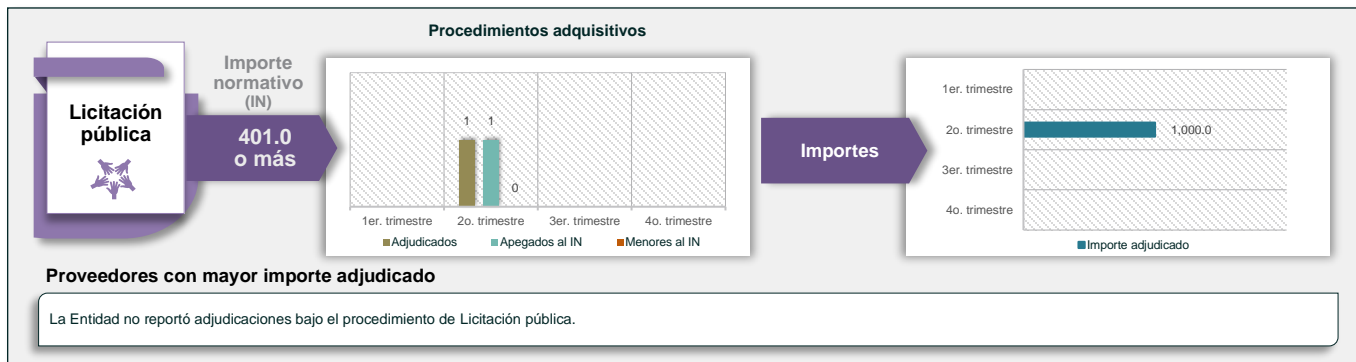 Procedimientos adquisitivos
Licitación
pública
Importe
normativo
(IN)
401.0
o más
1
1
0
1er. trimestre
2o. trimestre
3er. trimestre
4o. trimestre
Adjudicados
Apegados al IN
Menores al IN
Importes
1er. trimestre
2o. trimestre
1,000.0
3er. trimestre
4o. trimestre
Importe adjudicado
Proveedores con mayor importe adjudicado
La Entidad no reportó adjudicaciones bajo el procedimiento de Licitación pública.